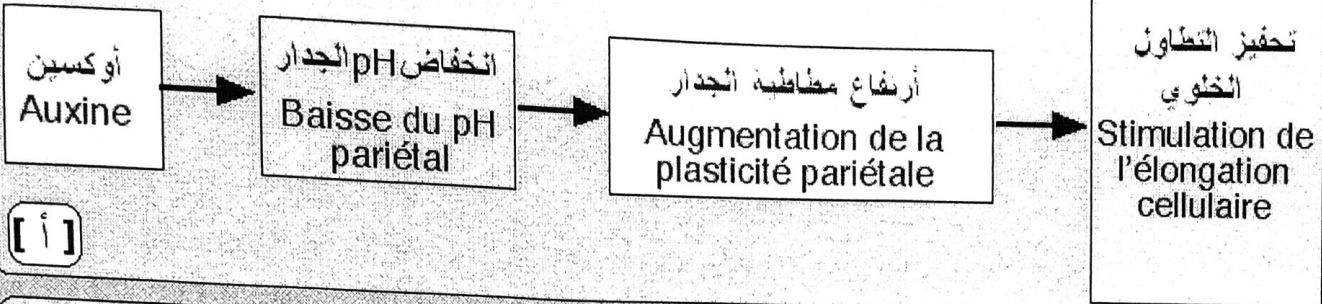 أوكسين
Auxine
انخفاض pH الجدار
Baisse du pH
pariétal
أرتفاع مطاطية الجدار
Augmentation de la
plasticité pariétale
تحفيز التطاول
الخلوي
Stimulation de
l'élongation
cellulaire
[ أ ]